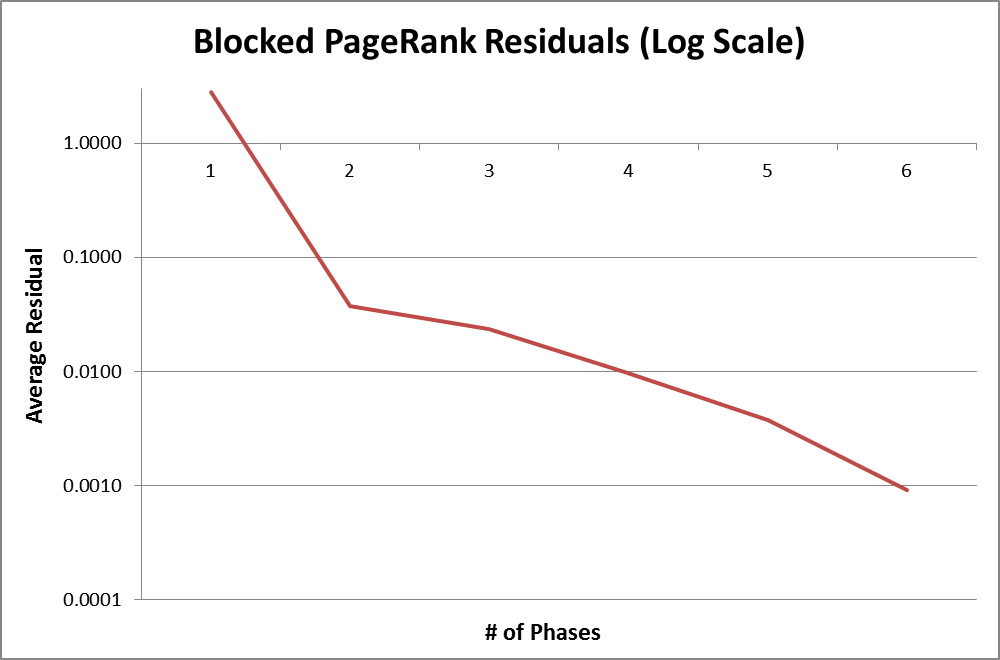 Blocked PageRank Residuals (Log Scale)
1.0000
1 2 3 4 5 6
0.1000
0.0100
0.0010
0.0001
Average Residual
# of Phases